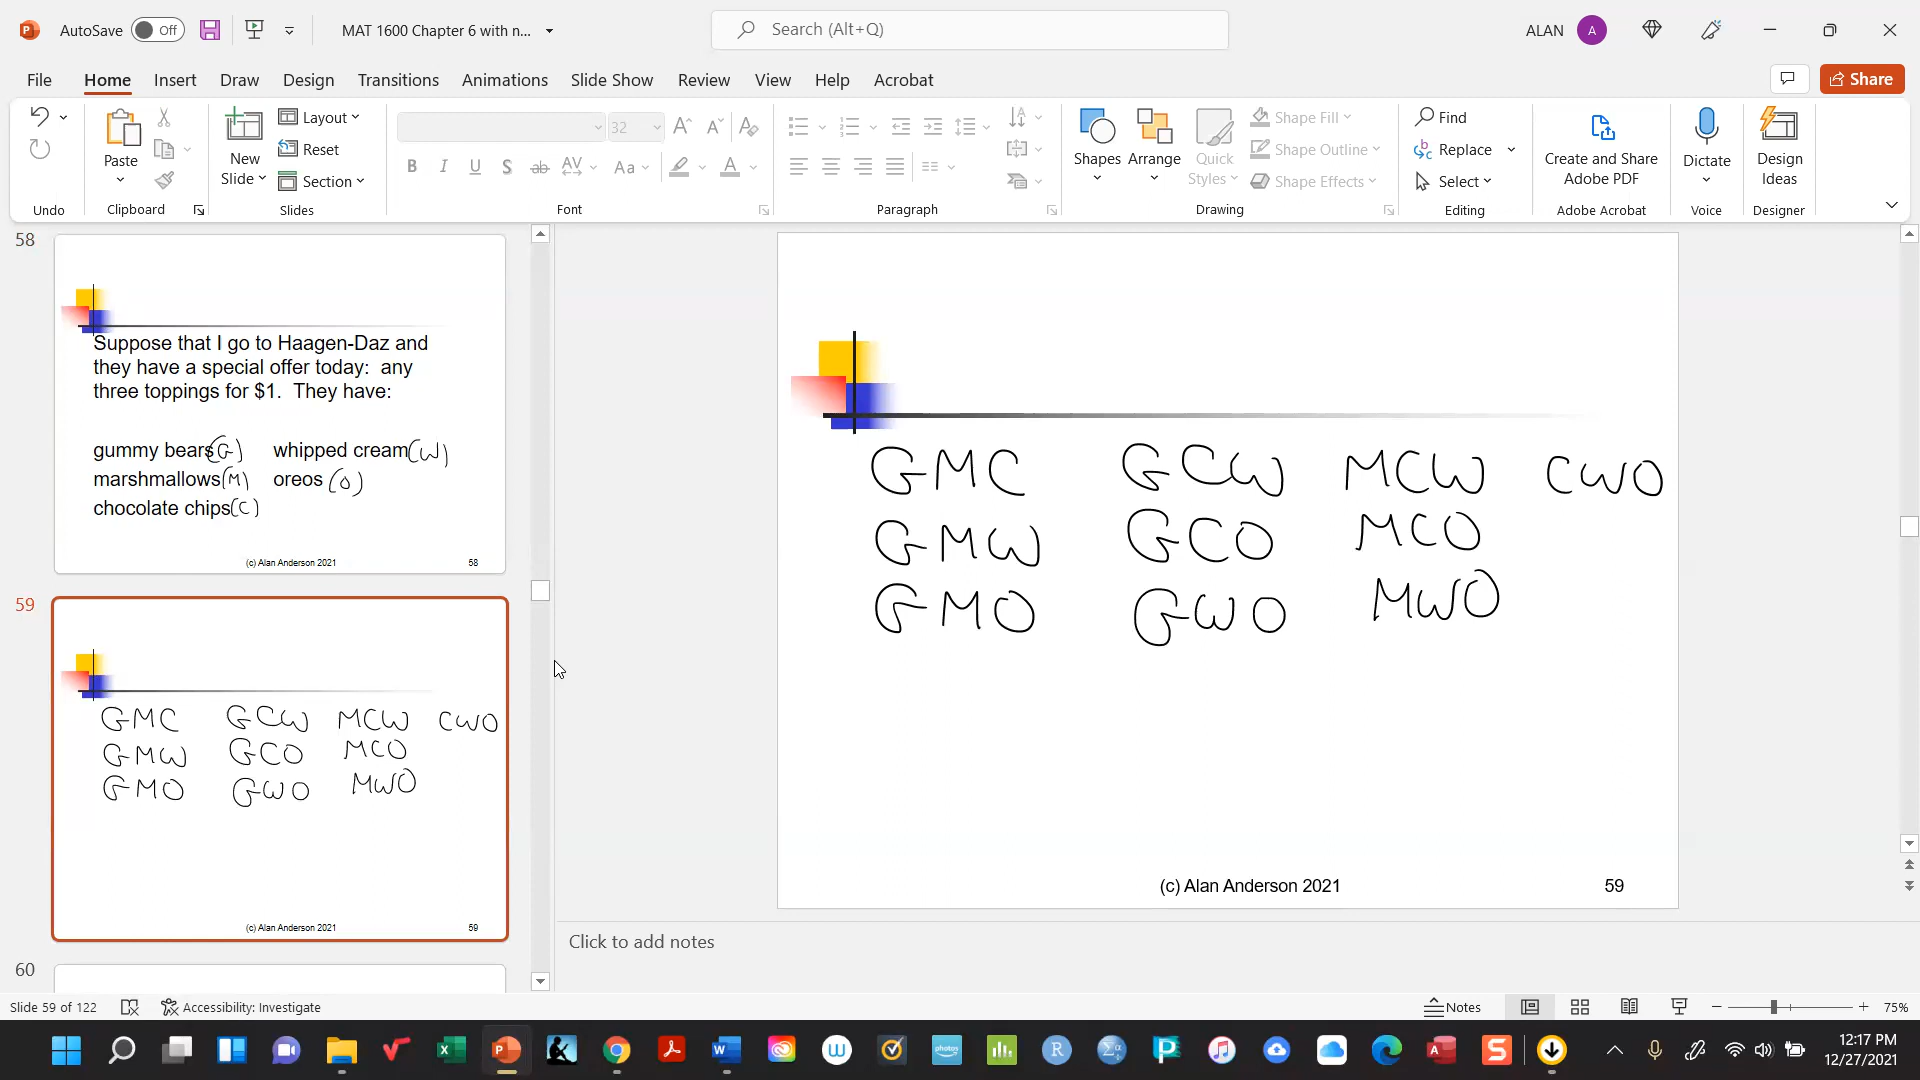 AutoSave Off MAT 1600 Chapter 6 with n... Search (Alt+Q) ALAN A
File Home Insert Draw Design Transitions Animations Slide Show Review View Help Acrobat Share
Paste New Slide Layout Reset Section 32 B I U S ab AV Aa A Shapes Arrange Quick Styles Shape Fill Shape Outline Shape Effects Find Replace Select Create and Share Adobe PDF Dictate Design Ideas
Undo Clipboard Slides Font Paragraph Drawing Editing Adobe Acrobat Voice Designer
58
Suppose that I go to Haagen-Daz and
they have a special offer today: any
three toppings for $1. They have:
gummy bears (G) whipped cream (W)
marshmallows (M) oreos (O)
chocolate chips (C)
(c) Alan Anderson 2021 58
59
GMC GCW MCW CWO
GMW GCO MCO
GMO GWO MWO
(c) Alan Anderson 2021 59
60
GMC GCW MCW CWO
GMW GCO MCO
GMO GWO MWO
(c) Alan Anderson 2021 59
Click to add notes
Slide 59 of 122 Accessibility: Investigate Notes 75%
12:17 PM
12/27/2021